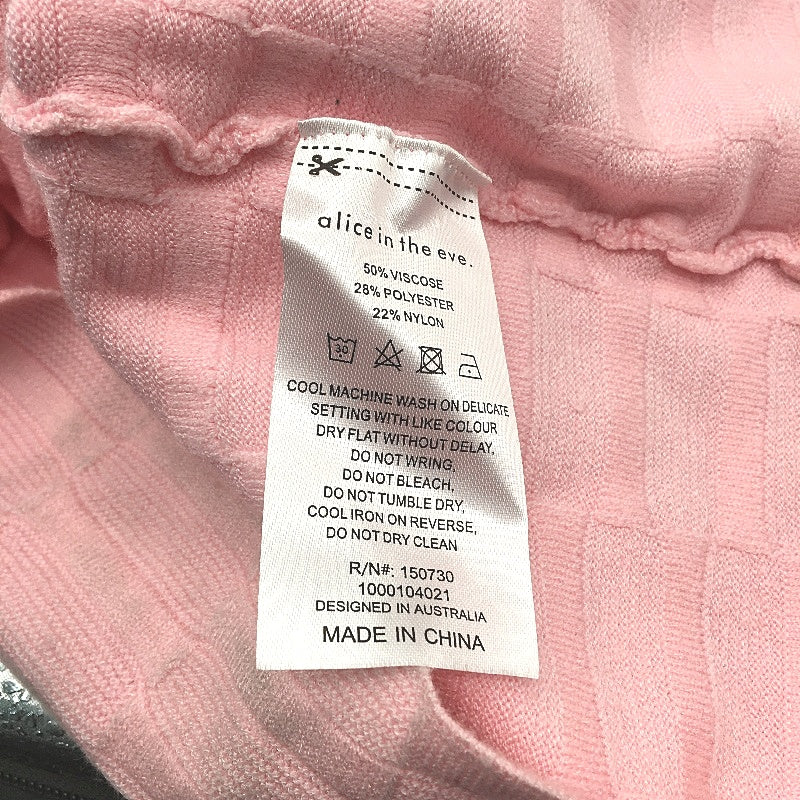 alice in the eve.
50% VISCOSE
28% POLYESTER
22% NYLON
30
COOL MACHINE WASH ON DELICATE
SETTING WITH LIKE COLOUR
DRY FLAT WITHOUT DELAY,
DO NOT WRING,
DO NOT BLEACH,
DO NOT TUMBLE DRY,
COOL IRON ON REVERSE,
DO NOT DRY CLEAN
R/N#: 150730
1000104021
DESIGNED IN AUSTRALIA
MADE IN CHINA